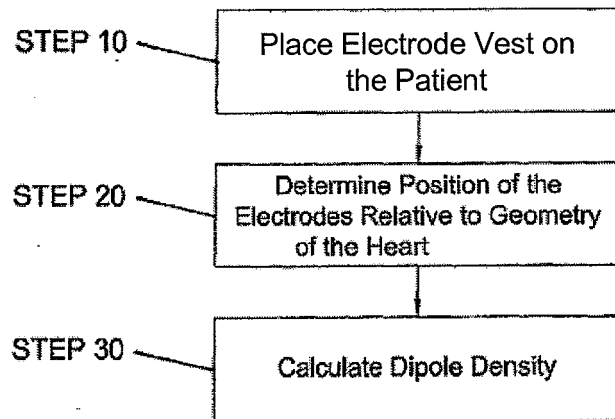 STEP 10
Place Electrode Vest on
the Patient
STEP 20
Determine Position of the
Electrodes Relative to Geometry
of the Heart
STEP 30
Calculate Dipole Density